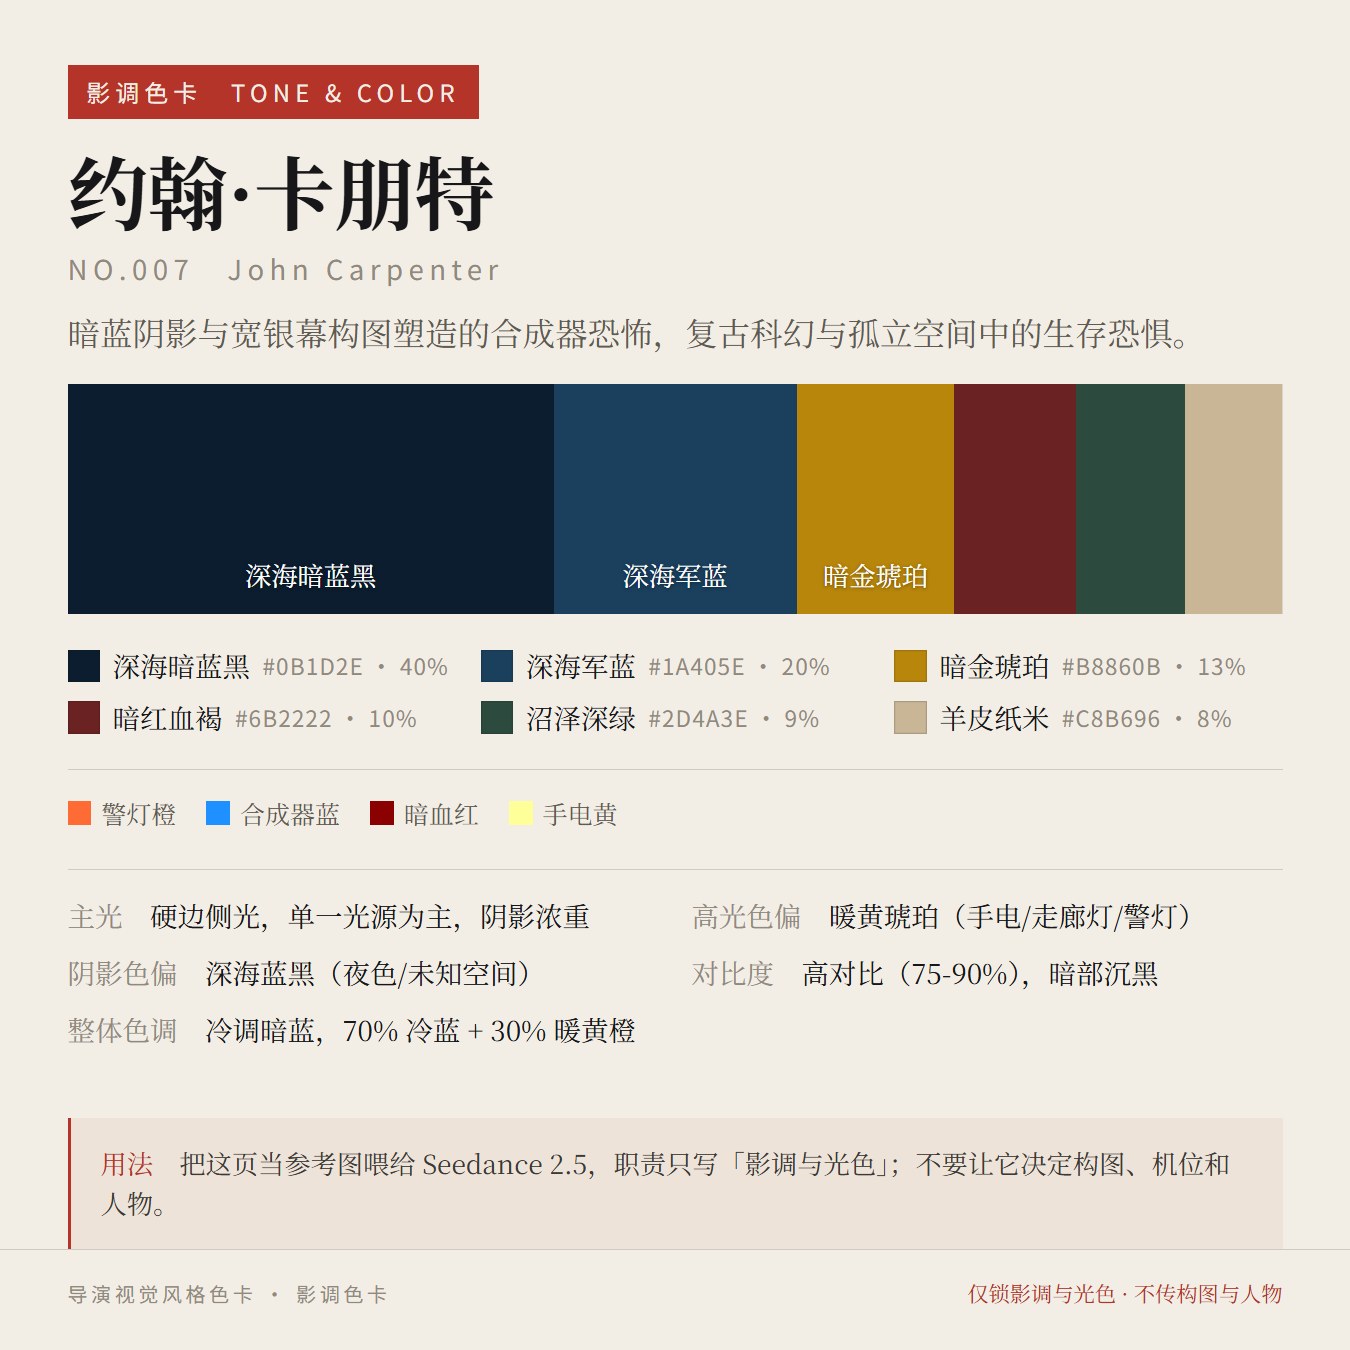 影调色卡 TONE & COLOR
约翰·卡朋特
NO.007 John Carpenter
暗蓝阴影与宽银幕构图塑造的合成器恐怖，复古科幻与孤立空间中的生存恐惧。
深海暗蓝黑 深海军蓝 暗金琥珀
深海暗蓝黑 #0B1D2E · 40% 深海军蓝 #1A405E · 20% 暗金琥珀 #B8860B · 13%
暗红血褐 #6B2222 · 10% 沼泽深绿 #2D4A3E · 9% 羊皮纸米 #C8B696 · 8%
警灯橙 合成器蓝 暗血红 手电黄
主光 硬边侧光，单一光源为主，阴影浓重 高光色偏 暖黄琥珀（手电/走廊灯/警灯）
阴影色偏 深海蓝黑（夜色/未知空间） 对比度 高对比（75-90%），暗部沉黑
整体色调 冷调暗蓝，70% 冷蓝 + 30% 暖黄橙
用法 把这页当参考图喂给 Seedance 2.5，职责只写「影调与光色」；不要让它决定构图、机位和
人物。
导演视觉风格色卡 · 影调色卡 仅锁影调与光色 · 不传构图与人物